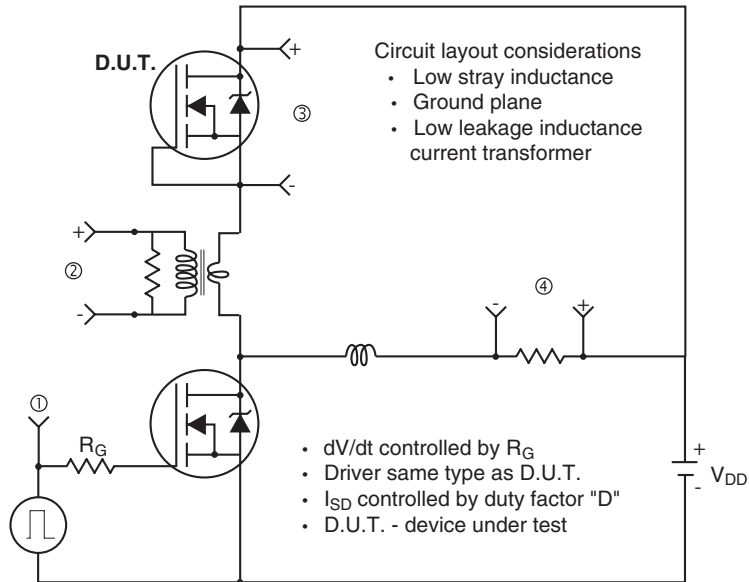 D.U.T.
+
③
-
Circuit layout considerations
• Low stray inductance
• Ground plane
• Low leakage inductance
current transformer
+
②
-
④
- +
①
R_G
• dV/dt controlled by R_G
• Driver same type as D.U.T.
• I_SD controlled by duty factor "D"
• D.U.T. - device under test
+
-
V_DD